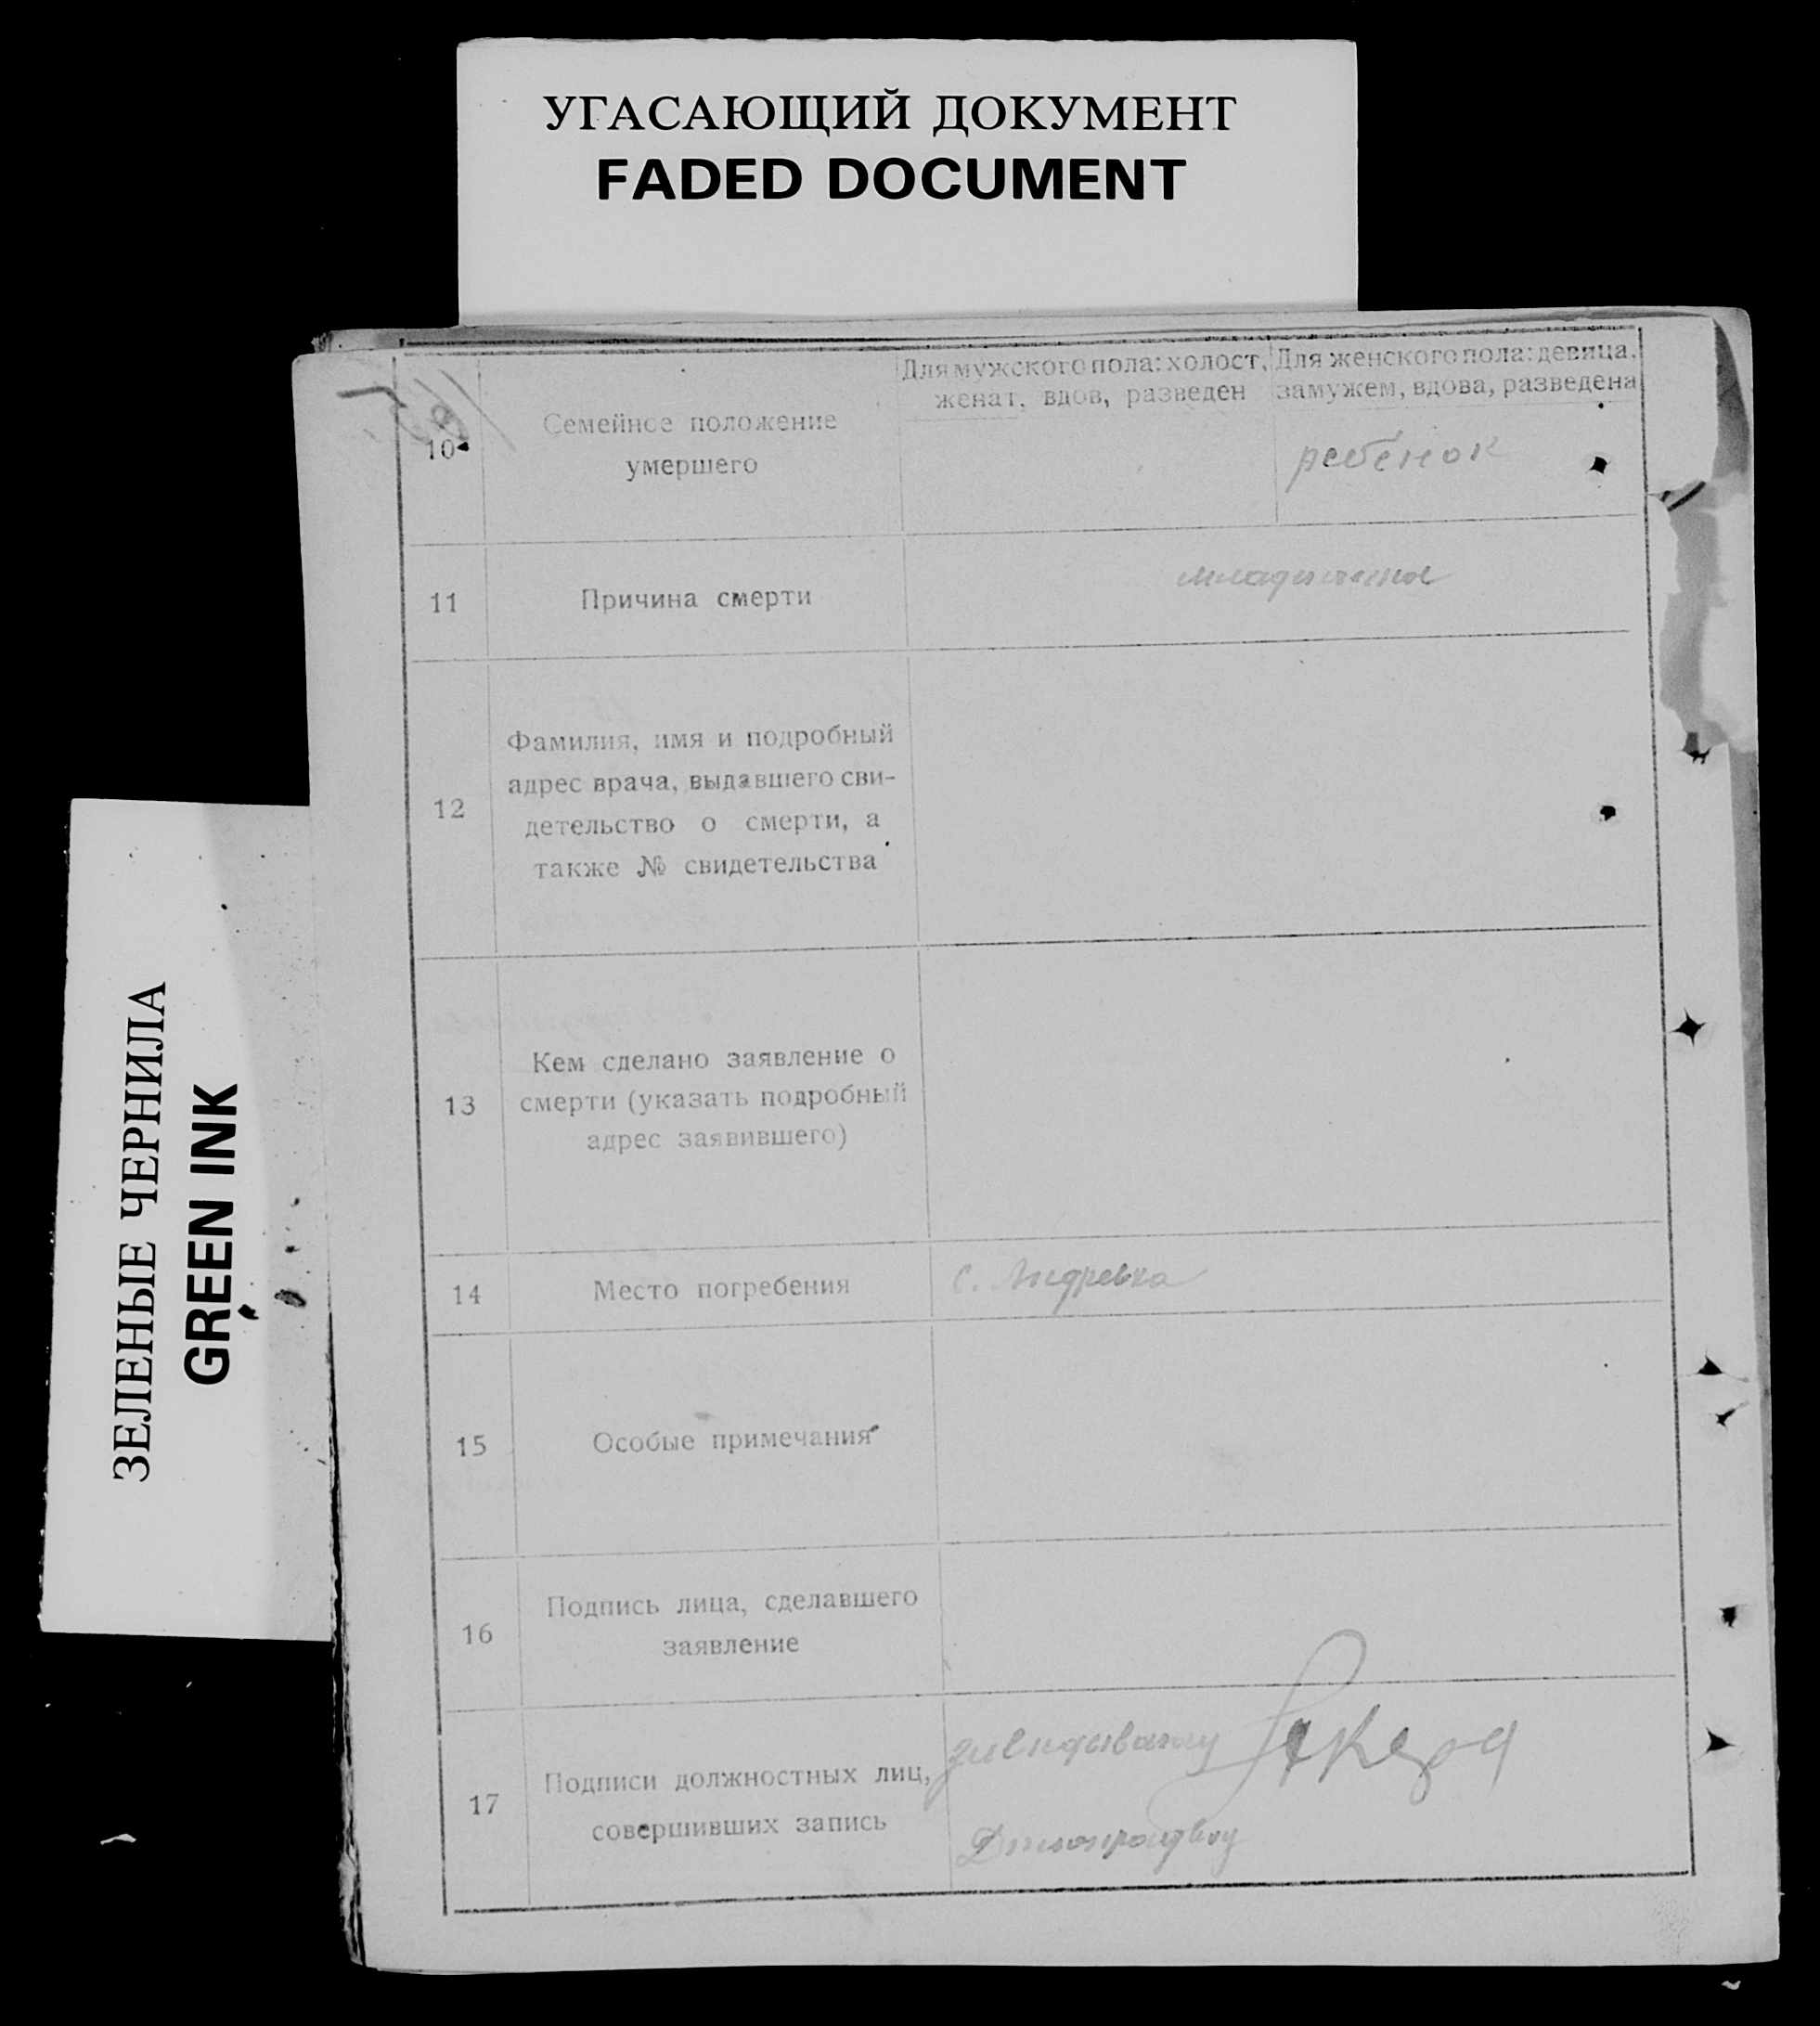 УГАСАЮЩИЙ ДОКУМЕНТ
FADED DOCUMENT
ЗЕЛЕНЫЕ ЧЕРНИЛА
GREEN INK
10
Семейное положение
умершего
Для мужского пола: холост,
женат, вдов, разведен
Для женского пола: девица,
замужем, вдова, разведена
ребенок
11
Причина смерти
12
Фамилия, имя и подробный
адрес врача, выдавшего сви-
детельство о смерти, а
также № свидетельства
13
Кем сделано заявление о
смерти (указать подробный
адрес заявившего)
14
Место погребения
с. Андревка
15
Особые примечания
16
Подпись лица, сделавшего
заявление
17
Подписи должностных лиц,
совершивших запись